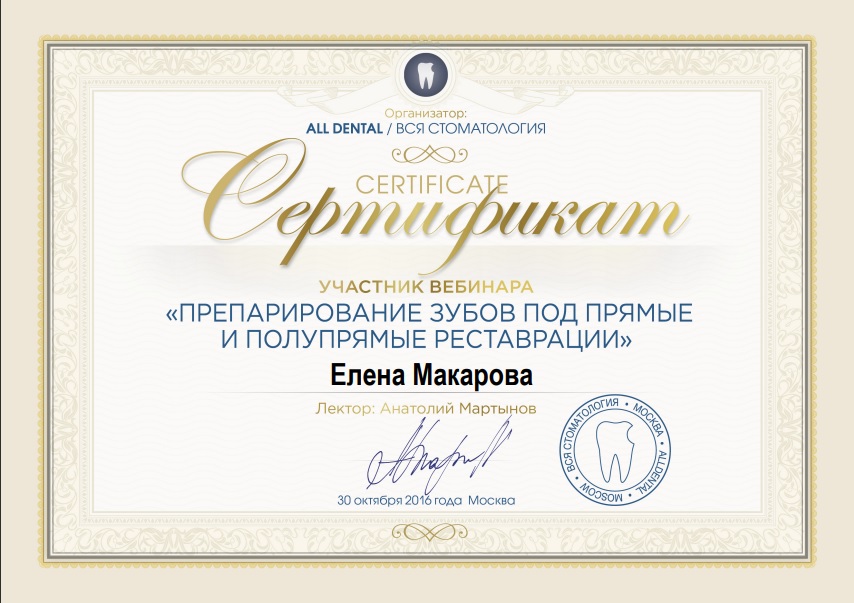 Организатор:
ALL DENTAL / ВСЯ СТОМАТОЛОГИЯ
CERTIFICATE
Сертификат
УЧАСТНИК ВЕБИНАРА
«ПРЕПАРИРОВАНИЕ ЗУБОВ ПОД ПРЯМЫЕ
И ПОЛУПРЯМЫЕ РЕСТАВРАЦИИ»
Елена Макарова
Лектор: Анатолий Мартынов
30 октября 2016 года Москва
ВСЯ СТОМАТОЛОГИЯ • МОСКВА • ALLDENTAL • MOSCOW •